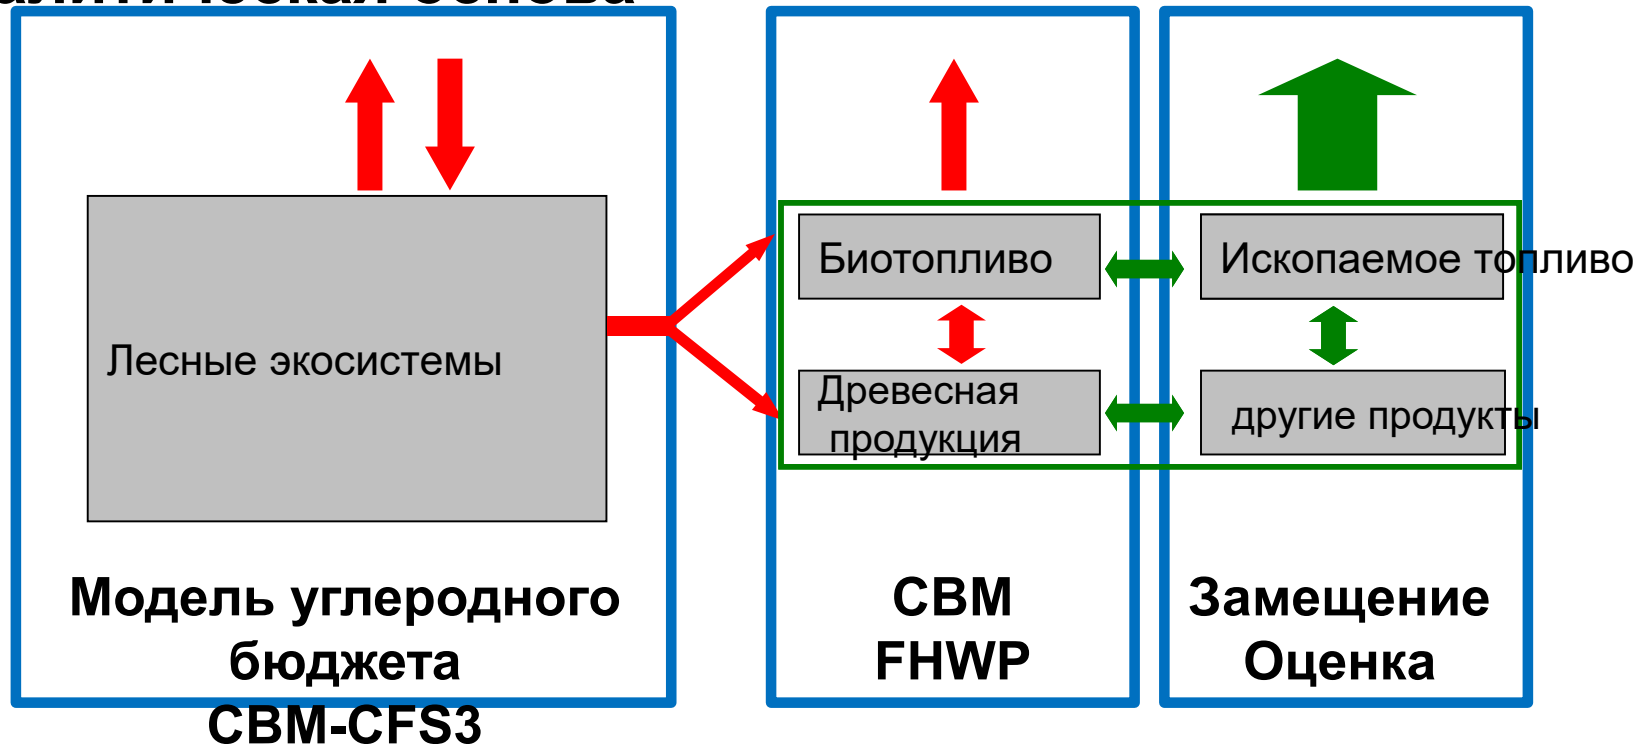 Лесные экосистемы
Биотопливо
Ископаемое топливо
Древесная
продукция
другие продукты
Модель углеродного
бюджета
CBM-CFS3
CBM
FHWP
Замещение
Оценка